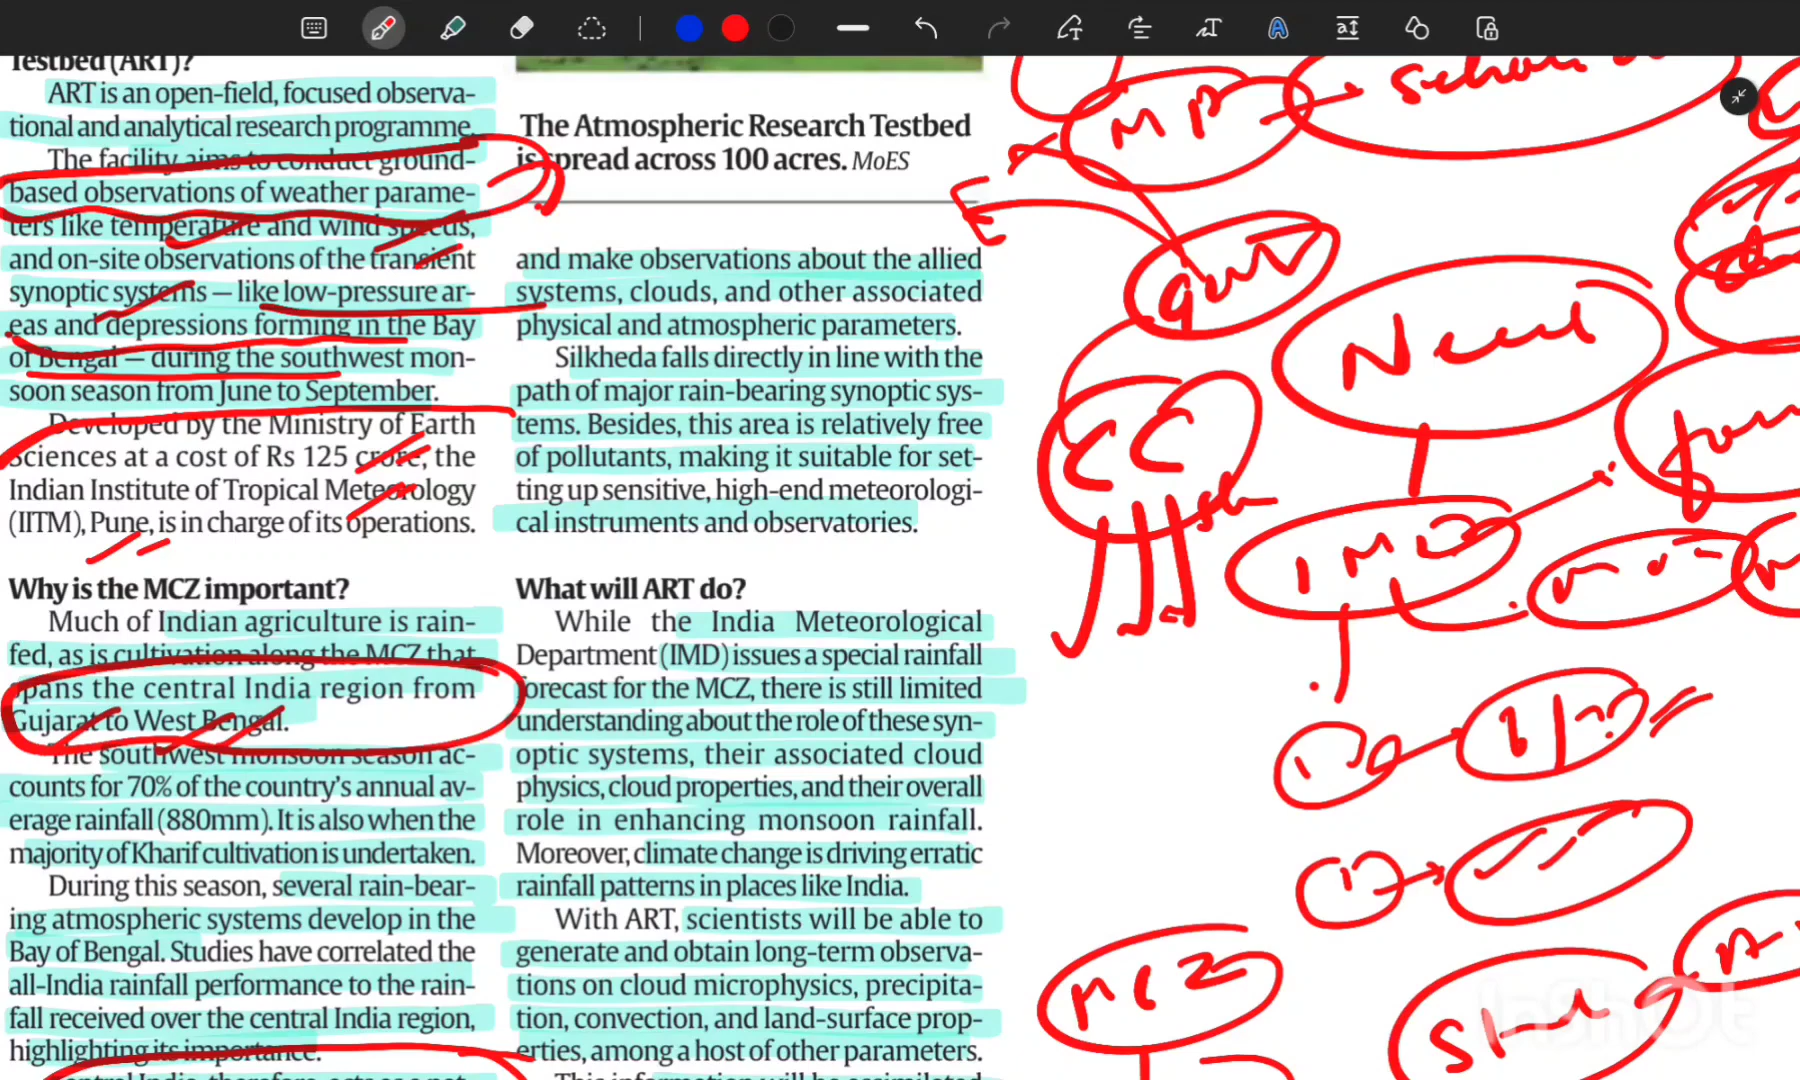 Testbed (ART)?
ART is an open-field, focused observa-
tional and analytical research programme.
The facility aims to conduct ground-
based observations of weather parame-
ters like temperature and wind speeds,
and on-site observations of the transient
synoptic systems — like low-pressure ar-
eas and depressions forming in the Bay
of Bengal — during the southwest mon-
soon season from June to September.
Developed by the Ministry of Earth
Sciences at a cost of Rs 125 crore, the
Indian Institute of Tropical Meteorology
(IITM), Pune, is in charge of its operations.
Why is the MCZ important?
Much of Indian agriculture is rain-
fed, as is cultivation along the MCZ that
spans the central India region from
Gujarat to West Bengal.
The southwest monsoon season ac-
counts for 70% of the country's annual av-
erage rainfall (880mm). It is also when the
majority of Kharif cultivation is undertaken.
During this season, several rain-bear-
ing atmospheric systems develop in the
Bay of Bengal. Studies have correlated the
all-India rainfall performance to the rain-
fall received over the central India region,
highlighting its importance.
The Atmospheric Research Testbed
is spread across 100 acres. MoES
and make observations about the allied
systems, clouds, and other associated
physical and atmospheric parameters.
Silkheda falls directly in line with the
path of major rain-bearing synoptic sys-
tems. Besides, this area is relatively free
of pollutants, making it suitable for set-
ting up sensitive, high-end meteorologi-
cal instruments and observatories.
What will ART do?
While the India Meteorological
Department (IMD) issues a special rainfall
forecast for the MCZ, there is still limited
understanding about the role of these syn-
optic systems, their associated cloud
physics, cloud properties, and their overall
role in enhancing monsoon rainfall.
Moreover, climate change is driving erratic
rainfall patterns in places like India.
With ART, scientists will be able to
generate and obtain long-term observa-
tions on cloud microphysics, precipita-
tion, convection, and land-surface prop-
erties, among a host of other parameters.
This information will be assimilated
MP
Need
CC
IMD
MCZ
InShOt